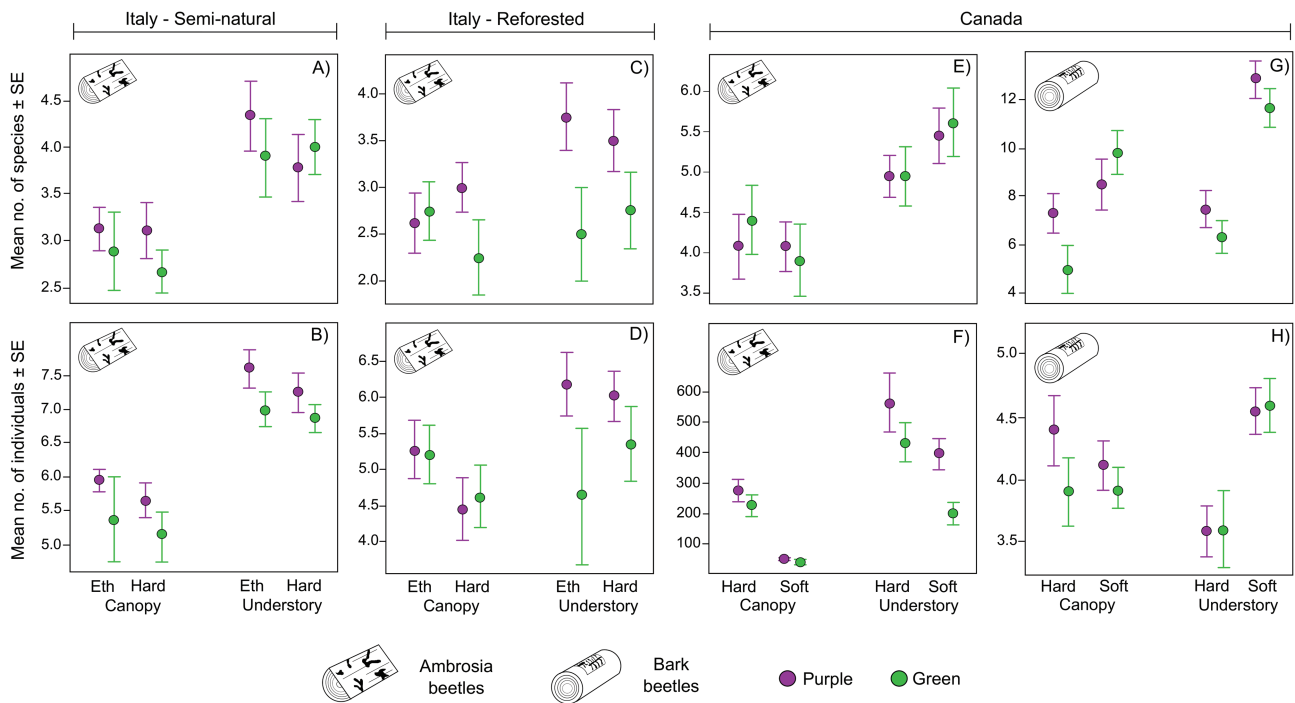 Italy - Semi-natural
Italy - Reforested
Canada
Mean no. of species ± SE
A)
4.5
4.0
3.5
3.0
2.5
C)
4.0
3.5
3.0
2.5
2.0
E)
6.0
5.5
5.0
4.5
4.0
3.5
G)
12
10
8
6
4
Mean no. of individuals ± SE
B)
7.5
7.0
6.5
6.0
5.5
5.0
Eth Hard Eth Hard
Canopy Understory
D)
6.5
6.0
5.5
5.0
4.5
4.0
Eth Hard Eth Hard
Canopy Understory
F)
600
500
400
300
200
100
Hard Soft Hard Soft
Canopy Understory
H)
5.0
4.5
4.0
3.5
Hard Soft Hard Soft
Canopy Understory
Ambrosia
beetles
Bark
beetles
Purple
Green